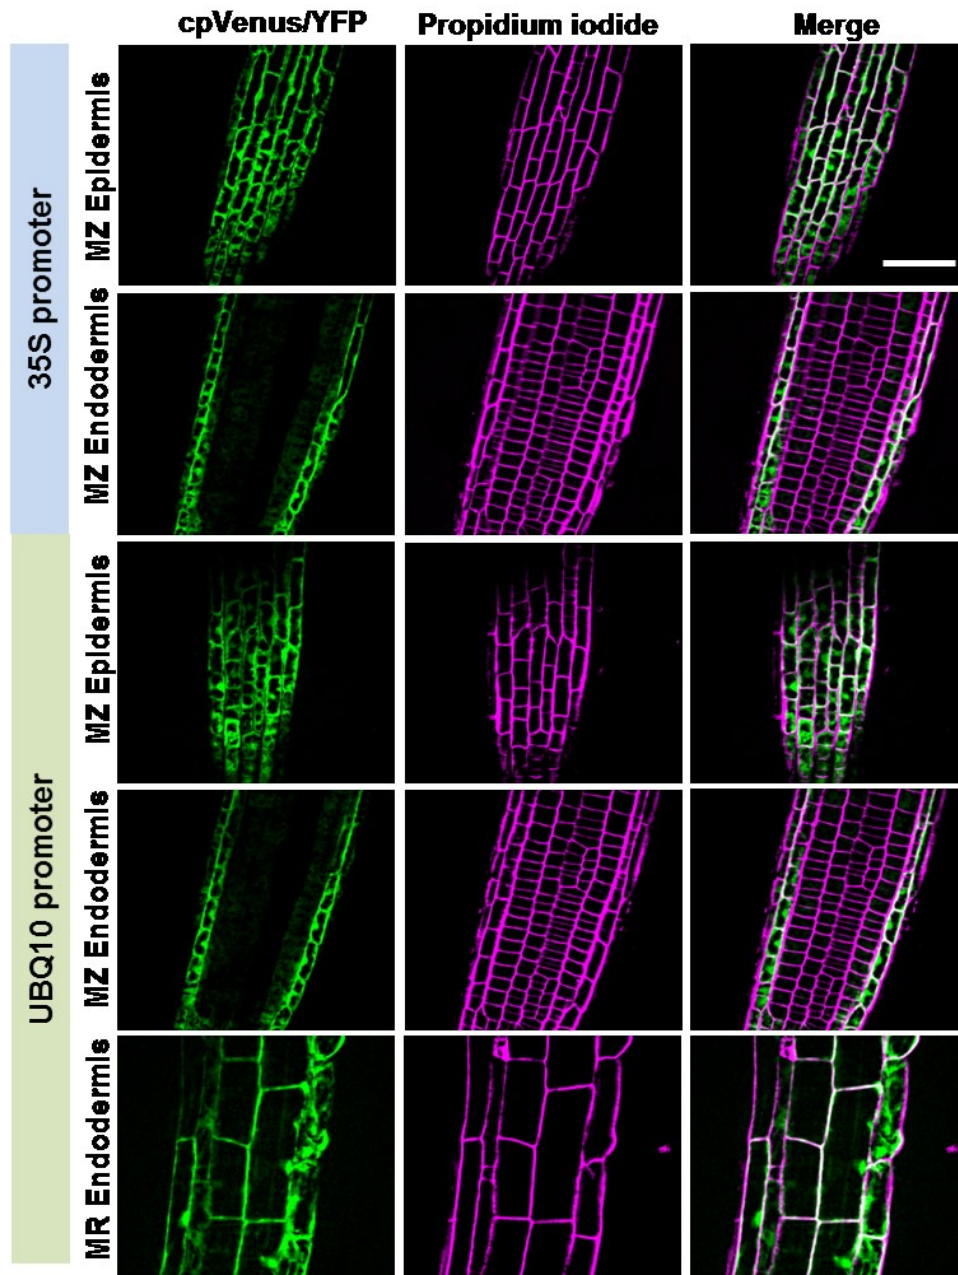 cpVenus/YFP Propidium iodide Merge
35S promoter
MZ Epidermis
MZ Endodermis
UBQ10 promoter
MZ Epidermis
MZ Endodermis
MR Endodermis